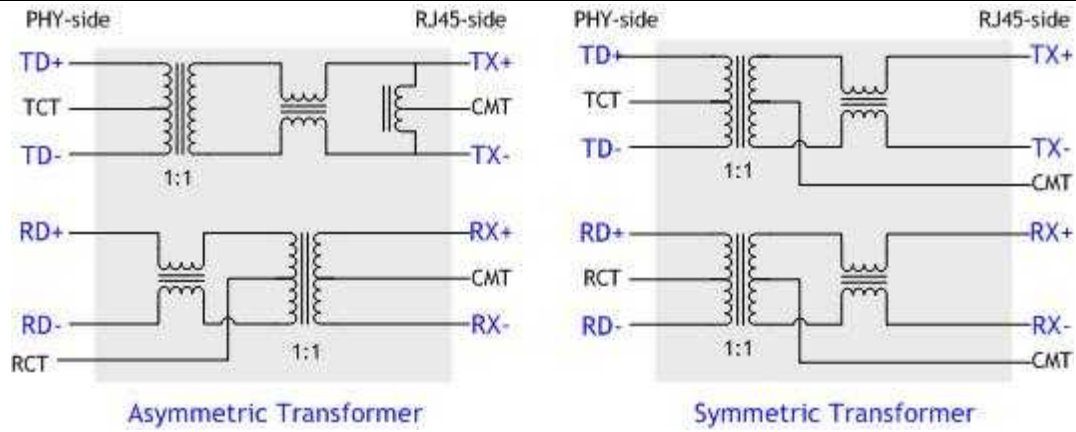 PHY-side RJ45-side
TD+ TX+
TCT CMT
TD- TX-
1:1
RD+ RX+
CMT
RD- RX-
RCT
1:1
Asymmetric Transformer
PHY-side RJ45-side
TD+ TX+
TCT
TD- TX-
1:1
CMT
RD+ RX+
RCT
RD- RX-
1:1
CMT
Symmetric Transformer